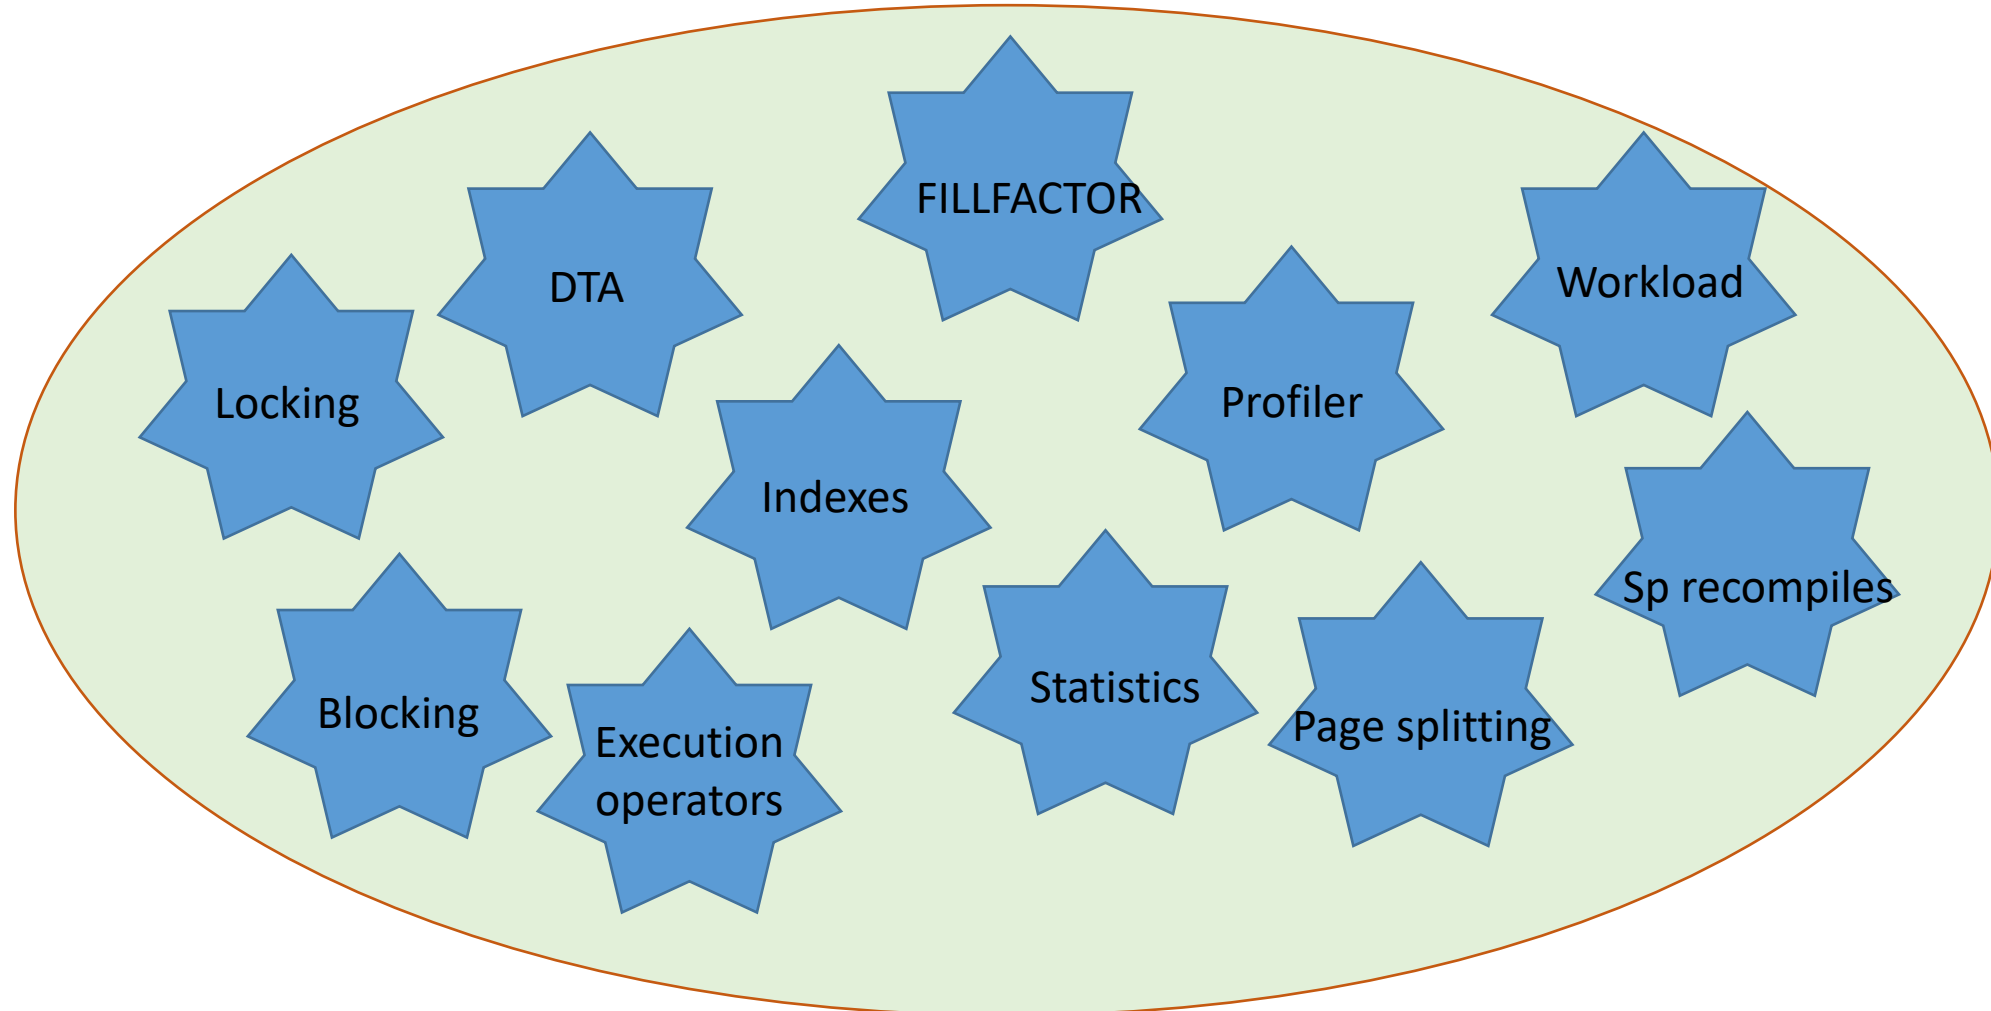 FILLFACTOR
DTA
Workload
Locking
Profiler
Indexes
Sp recompiles
Statistics
Blocking
Page splitting
Execution
operators